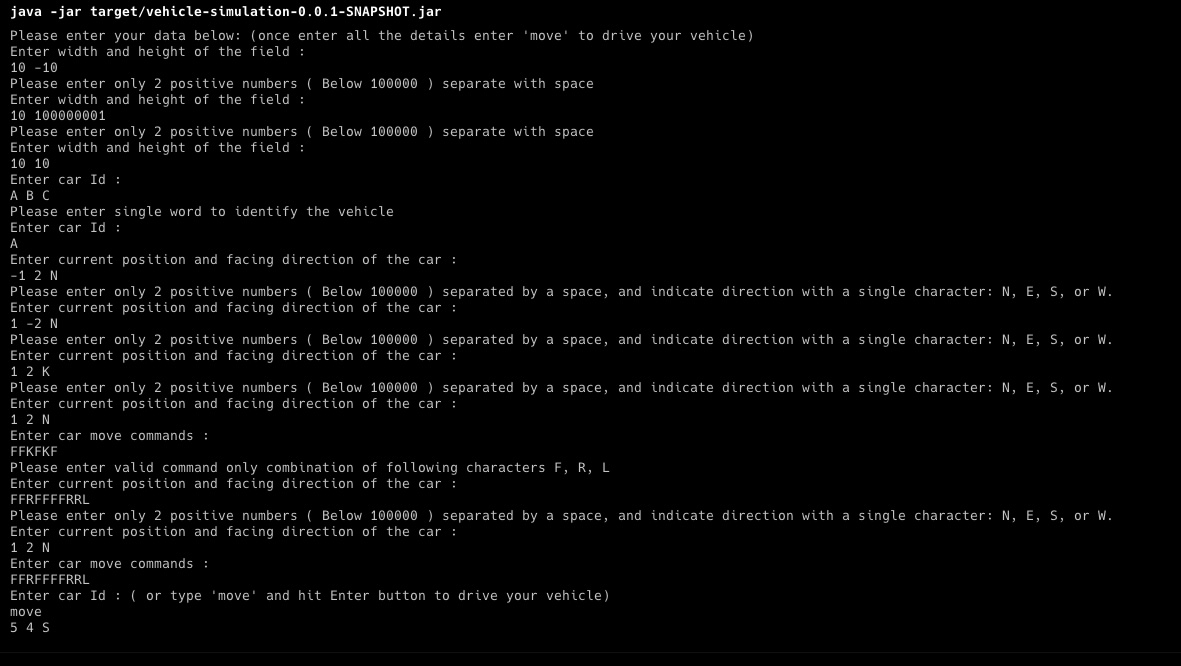 java -jar target/vehicle-simulation-0.0.1-SNAPSHOT.jar
Please enter your data below: (once enter all the details enter 'move' to drive your vehicle)
Enter width and height of the field :
10 -10
Please enter only 2 positive numbers ( Below 100000 ) separate with space
Enter width and height of the field :
10 100000001
Please enter only 2 positive numbers ( Below 100000 ) separate with space
Enter width and height of the field :
10 10
Enter car Id :
A B C
Please enter single word to identify the vehicle
Enter car Id :
A
Enter current position and facing direction of the car :
-1 2 N
Please enter only 2 positive numbers ( Below 100000 ) separated by a space, and indicate direction with a single character: N, E, S, or W.
Enter current position and facing direction of the car :
1 -2 N
Please enter only 2 positive numbers ( Below 100000 ) separated by a space, and indicate direction with a single character: N, E, S, or W.
Enter current position and facing direction of the car :
1 2 K
Please enter only 2 positive numbers ( Below 100000 ) separated by a space, and indicate direction with a single character: N, E, S, or W.
Enter current position and facing direction of the car :
1 2 N
Enter car move commands :
FFKFKF
Please enter valid command only combination of following characters F, R, L
Enter current position and facing direction of the car :
FFRFFFFRRL
Please enter only 2 positive numbers ( Below 100000 ) separated by a space, and indicate direction with a single character: N, E, S, or W.
Enter current position and facing direction of the car :
1 2 N
Enter car move commands :
FFRFFFFRRL
Enter car Id : ( or type 'move' and hit Enter button to drive your vehicle)
move
5 4 S